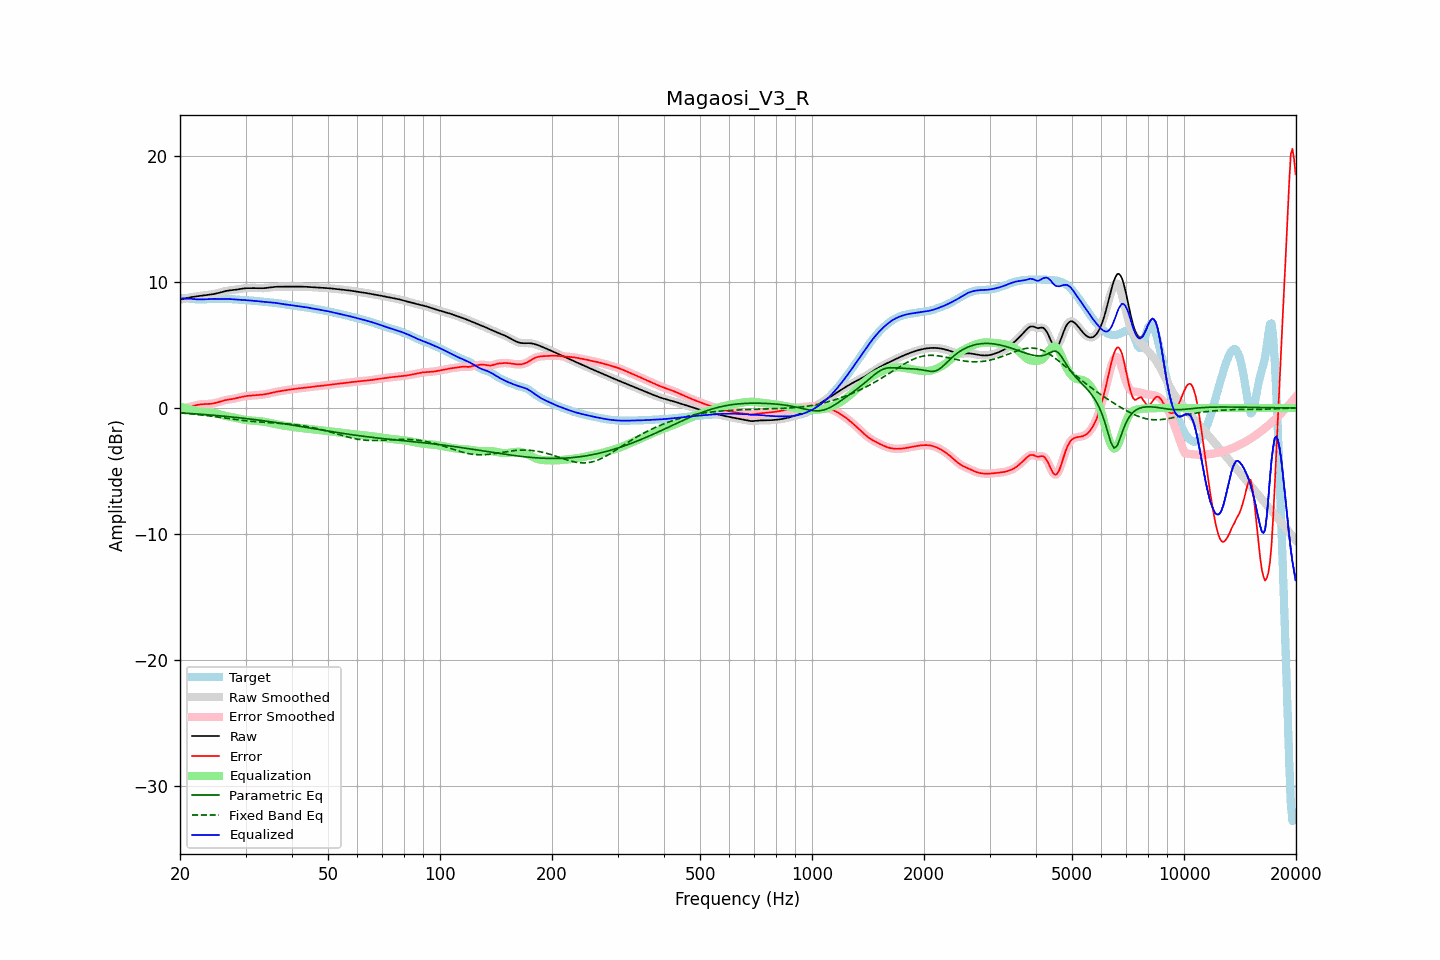 Magaosi_V3_R
Amplitude (dBr)
20
10
0
−10
−20
−30
Target
Raw Smoothed
Error Smoothed
Raw
Error
Equalization
Parametric Eq
Fixed Band Eq
Equalized
20 50 100 200 500 1000 2000 5000 10000 20000
Frequency (Hz)